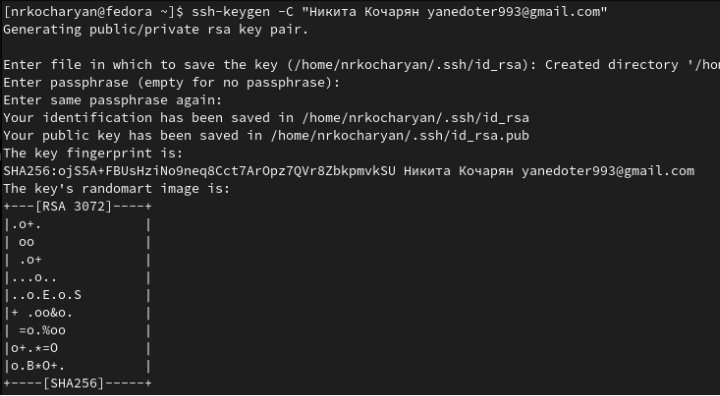 [nrkocharyan@fedora ~]$ ssh-keygen -C "Никита Кочарян yanedoter993@gmail.com"
Generating public/private rsa key pair.
Enter file in which to save the key (/home/nrkocharyan/.ssh/id_rsa): Created directory '/ho
Enter passphrase (empty for no passphrase):
Enter same passphrase again:
Your identification has been saved in /home/nrkocharyan/.ssh/id_rsa
Your public key has been saved in /home/nrkocharyan/.ssh/id_rsa.pub
The key fingerprint is:
SHA256:ojS5A+FBUsHziNo9neq8Cct7ArOpz7QVr8ZbkpmvkSU Никита Кочарян yanedoter993@gmail.com
The key's randomart image is:
+---[RSA 3072]----+
|.o+.             |
| oo              |
|  .o+            |
|...o..           |
|..o.E.o.S        |
|+ .oo&o.         |
| =o.%oo          |
|o+.*=O           |
|o.B*O+.          |
+----[SHA256]-----+